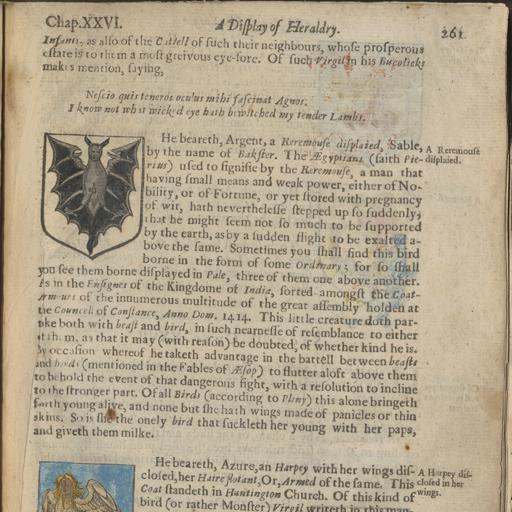 Chap.XXVI. A Display of Heraldry. 261
Infants, as also of the Cattell of such their neighbours, whose prosperous
estate is to them a most greivous eye-sore. Of such Virgil in his Bucolicks
makes mention, saying,
Nescio quis teneros oculus mihi fascinat Agnos.
I know not what wicked eye hath bewitched my tender Lambs.
He beareth, Argent, a Reremouse displaied, Sable,
by the name of Bakster. The Ægyptians (saith Pie-
rius) used to signifie by the Reremouse, a man that
having small means and weak power, either of No-
bility, or of Fortune, or yet stored with pregnancy
of wit, hath neverthelesse stepped up so suddenly,
that he might seem not so much to be supported
by the earth, as by a sudden flight to be exalted a-
bove the same. Sometimes you shall find this bird
borne in the form of some Ordinary; for so shall
you see them borne displayed in Pale, three of them one above another.
As in the Ensignes of the Kingdome of India, sorted amongst the Coat-
Armours of the innumerous multitude of the great assembly holden at
the Councell of Constance, Anno Dom. 1414. This little creature doth par-
take both with beast and bird, in such nearnesse of resemblance to either
of them, as that it may (with reason) be doubted, of whether kind he is.
By occasion whereof he taketh advantage in the battell between beasts
and birds (mentioned in the Fables of Æsop) to flutter aloft above them
to behold the event of that dangerous fight, with a resolution to incline
to the stronger part. Of all Birds (according to Pliny) this alone bringeth
forth young alive, and none but she hath wings made of panicles or thin
skins. So is she the onely bird that suckleth her young with her paps,
and giveth them milke.
A Reremouse
displaied.
He beareth, Azure, an Harpey with her wings dis-
closed, her Haire flotant, Or, Armed of the same. This
Coat standeth in Huntington Church. Of this kind of
bird (or rather Monster) Virgil writeth in this man-
A Harpey dis-
closed in her
wings.